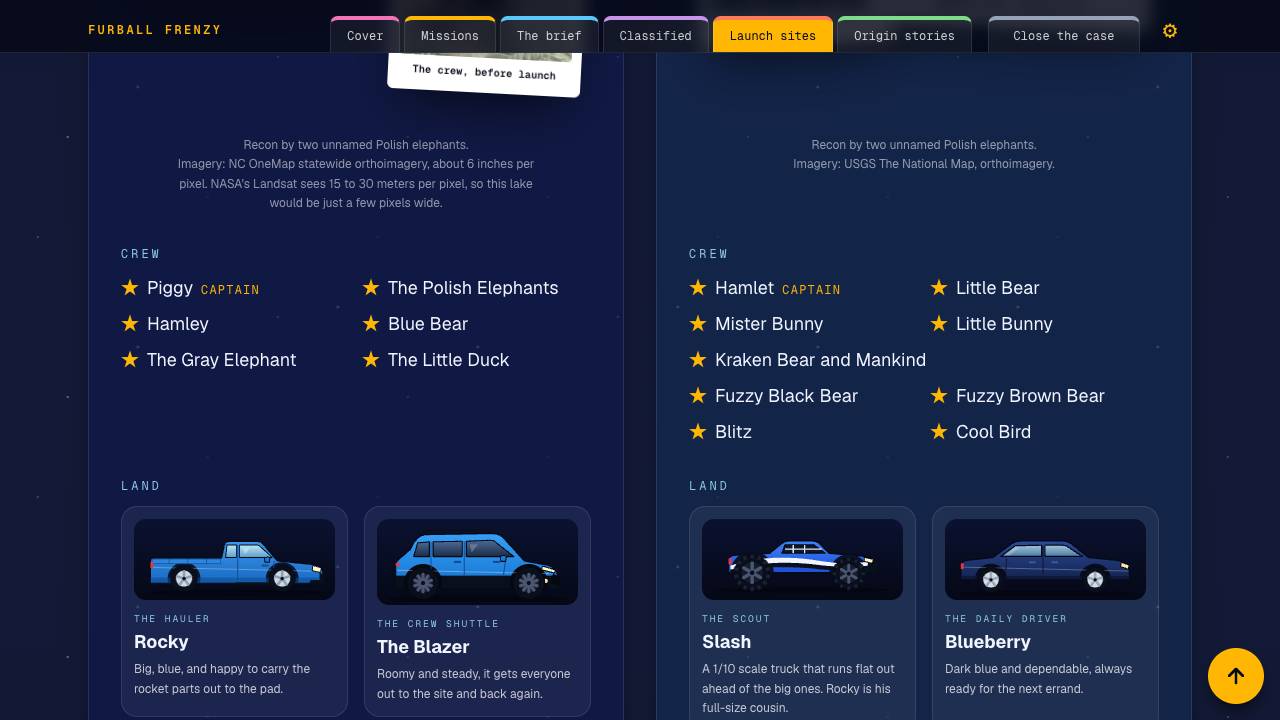 FURBALL FRENZY
Cover
Missions
The brief
Classified
Launch sites
Origin stories
Close the case
The crew, before launch
Recon by two unnamed Polish elephants.
Imagery: NC OneMap statewide orthoimagery, about 6 inches per
pixel. NASA's Landsat sees 15 to 30 meters per pixel, so this lake
would be just a few pixels wide.
CREW
Piggy CAPTAIN
The Polish Elephants
Hamley
Blue Bear
The Gray Elephant
The Little Duck
LAND
THE HAULER
Rocky
Big, blue, and happy to carry the
rocket parts out to the pad.
THE CREW SHUTTLE
The Blazer
Roomy and steady, it gets everyone
out to the site and back again.
Recon by two unnamed Polish elephants.
Imagery: USGS The National Map, orthoimagery.
CREW
Hamlet CAPTAIN
Little Bear
Mister Bunny
Little Bunny
Kraken Bear and Mankind
Fuzzy Black Bear
Fuzzy Brown Bear
Blitz
Cool Bird
LAND
THE SCOUT
Slash
A 1/10 scale truck that runs flat out
ahead of the big ones. Rocky is his
full-size cousin.
THE DAILY DRIVER
Blueberry
Dark blue and dependable, always
ready for the next errand.